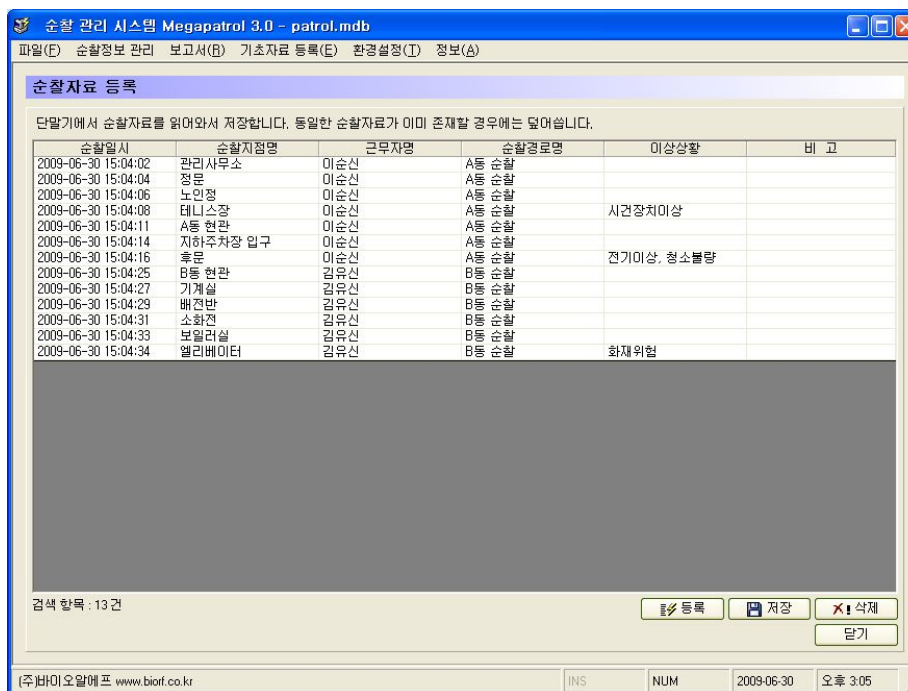 순찰 관리 시스템 Megapatrol 3.0 - patrol.mdb
파일(F) 순찰정보 관리 보고서(R) 기초자료 등록(E) 환경설정(T) 정보(A)
순찰자료 등록
단말기에서 순찰자료를 읽어와서 저장합니다. 동일한 순찰자료가 이미 존재할 경우에는 덮어씁니다.
순찰일시 순찰지점명 근무자명 순찰경로명 이상상황 비 고
2009-06-30 15:04:02 관리사무소 이순신 A동 순찰
2009-06-30 15:04:04 정문 이순신 A동 순찰
2009-06-30 15:04:06 노인정 이순신 A동 순찰
2009-06-30 15:04:08 테니스장 이순신 A동 순찰 시건장치이상
2009-06-30 15:04:11 A동 현관 이순신 A동 순찰
2009-06-30 15:04:14 지하주차장 입구 이순신 A동 순찰
2009-06-30 15:04:16 후문 이순신 A동 순찰 전기이상, 청소불량
2009-06-30 15:04:25 B동 현관 김유신 B동 순찰
2009-06-30 15:04:27 기계실 김유신 B동 순찰
2009-06-30 15:04:29 배전반 김유신 B동 순찰
2009-06-30 15:04:31 소화전 김유신 B동 순찰
2009-06-30 15:04:33 보일러실 김유신 B동 순찰
2009-06-30 15:04:34 엘리베이터 김유신 B동 순찰 화재위험
검색 항목 : 13 건 등록 저장 삭제
닫기
(주)바이오알에프 www.biorf.co.kr INS NUM 2009-06-30 오후 3:05